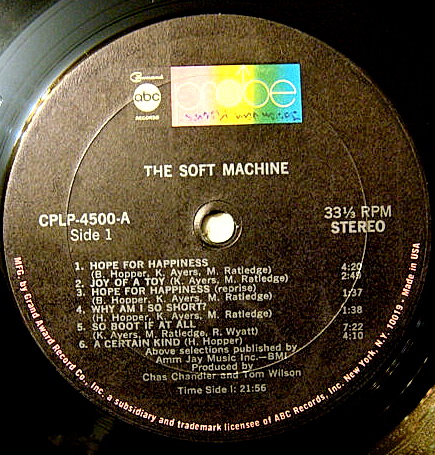 Command
abc
RECORDS
probe
THE SOFT MACHINE
CPLP-4500-A
Side 1
33⅓ RPM
STEREO
1. HOPE FOR HAPPINESS 4:20
(B. Hopper, K. Ayers, M. Ratledge)
2. JOY OF A TOY (K. Ayers, M. Ratledge) 2:49
3. HOPE FOR HAPPINESS (reprise) 1:37
(B. Hopper, K. Ayers, M. Ratledge)
4. WHY AM I SO SHORT? 1:38
(H. Hopper, K. Ayers, M. Ratledge)
5. SO BOOT IF AT ALL 7:22
(K. Ayers, M. Ratledge, R. Wyatt)
6. A CERTAIN KIND (H. Hopper) 4:10
Above selections published by
Amm Jay Music Inc.—BMI
Produced by
Chas Chandler and Tom Wilson
Time Side I: 21:56
MFG. by Grand Award Record Co., Inc. a subsidiary and trademark licensee of ABC Records, Inc. New York, N.Y. 10019 • Made in USA